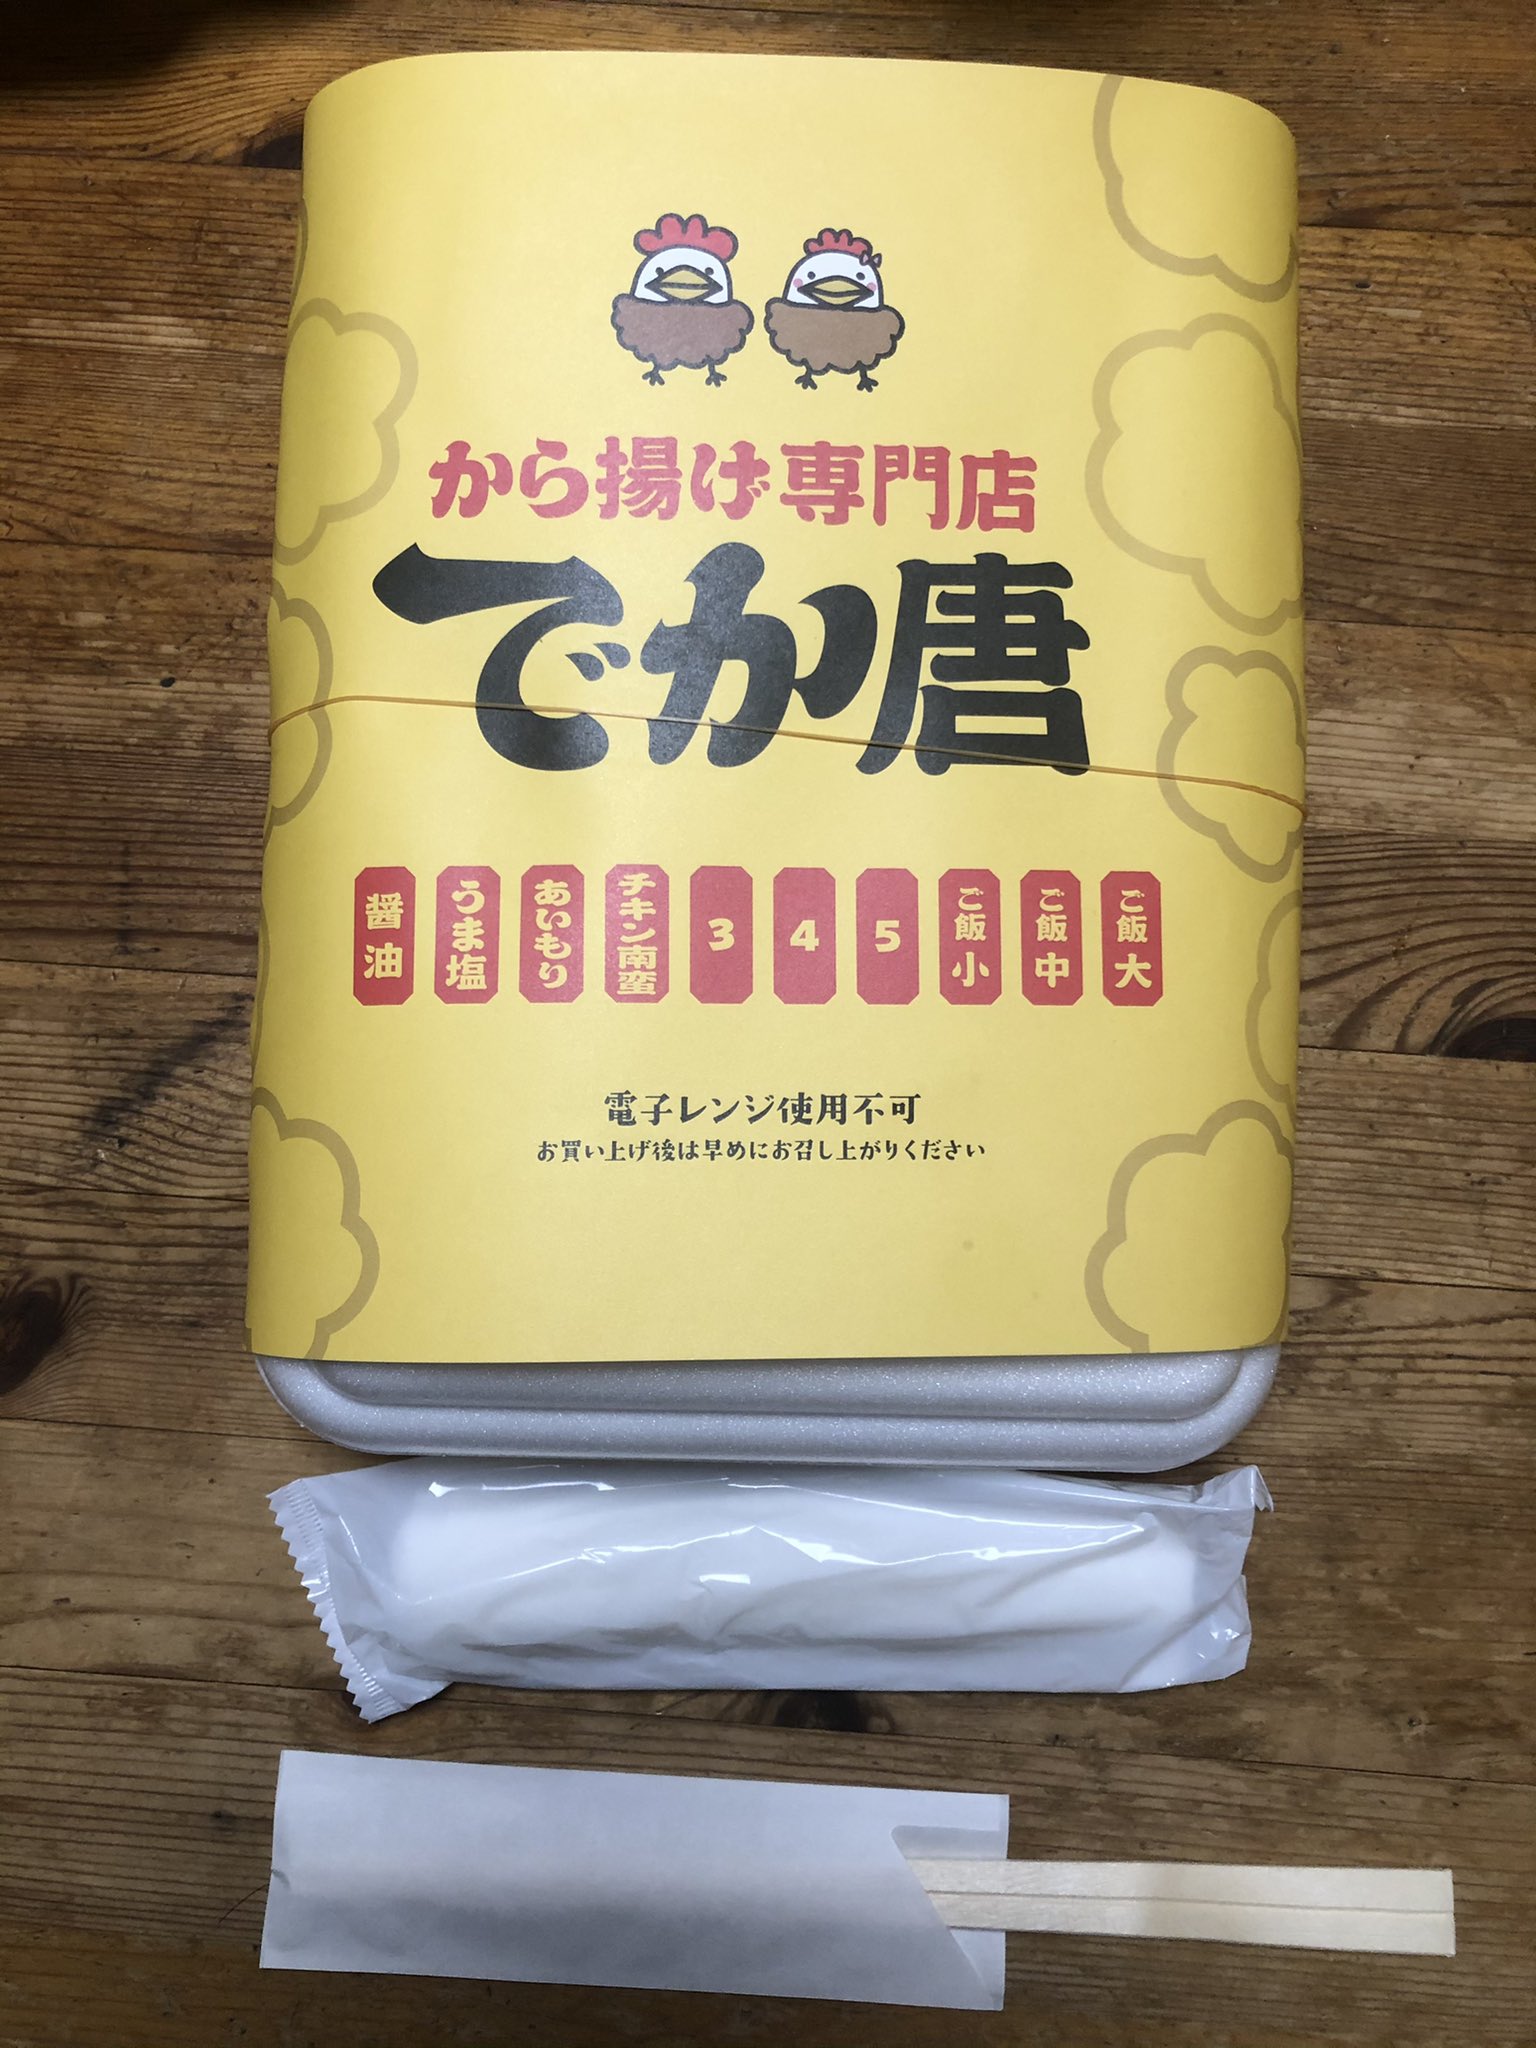 から揚げ専門店
でか唐
醤油 うま塩 あいもり チキン南蛮 3 4 5 ご飯小 ご飯中 ご飯大
電子レンジ使用不可
お買い上げ後は早めにお召し上がりください